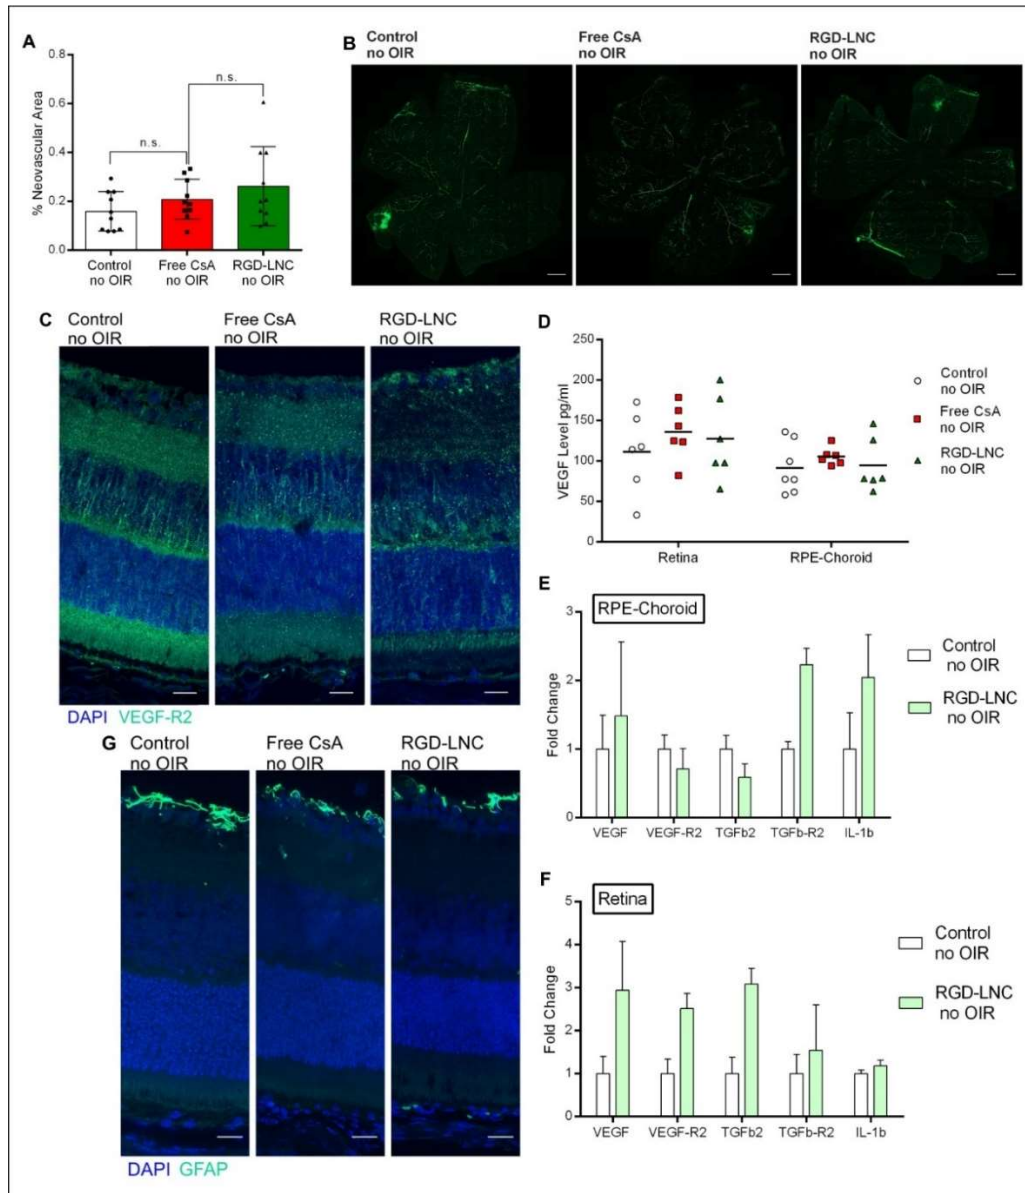 A
n.s.
n.s.
% Neovascular Area
0.8
0.6
0.4
0.2
0.0
Control
no OIR
Free CsA
no OIR
RGD-LNC
no OIR
B
Control
no OIR
Free CsA
no OIR
RGD-LNC
no OIR
C
Control
no OIR
Free CsA
no OIR
RGD-LNC
no OIR
DAPI VEGF-R2
D
VEGF Level pg/ml
250
200
150
100
50
0
Retina
RPE-Choroid
Control
no OIR
Free CsA
no OIR
RGD-LNC
no OIR
E
RPE-Choroid
Fold Change
3
2
1
0
VEGF
VEGF-R2
TGFb2
TGFb-R2
IL-1b
Control
no OIR
RGD-LNC
no OIR
G
Control
no OIR
Free CsA
no OIR
RGD-LNC
no OIR
DAPI GFAP
F
Retina
Fold Change
5
4
3
2
1
0
VEGF
VEGF-R2
TGFb2
TGFb-R2
IL-1b
Control
no OIR
RGD-LNC
no OIR